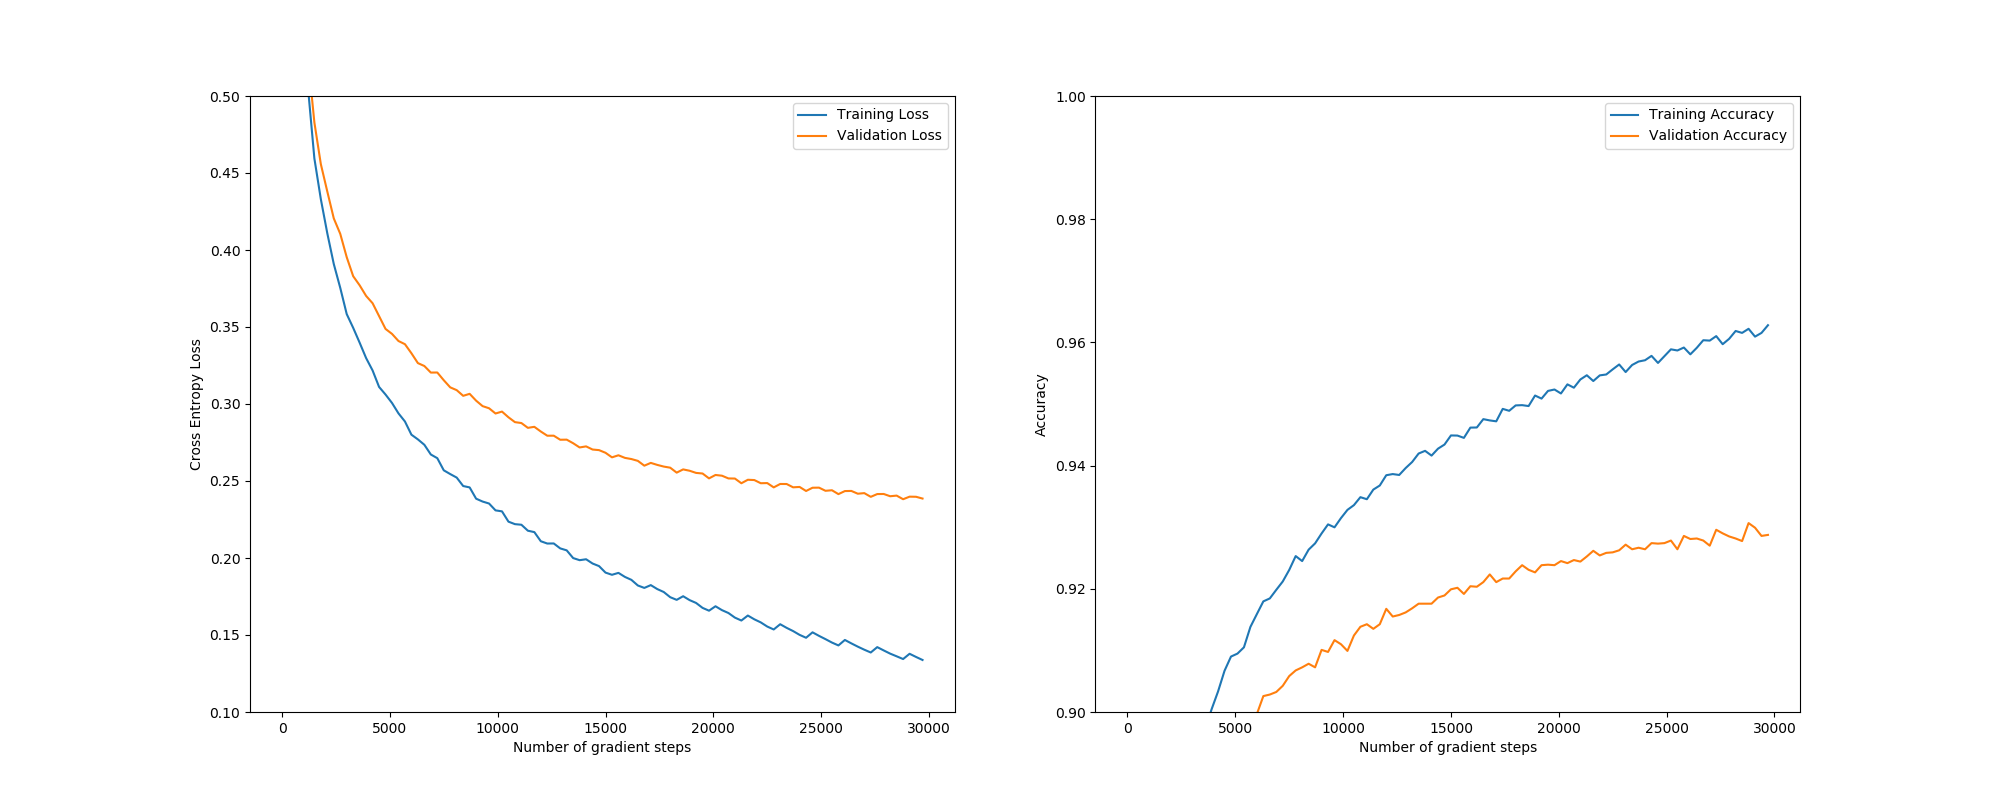 0.50
0.45
0.40
0.35
0.30
0.25
0.20
0.15
0.10
Cross Entropy Loss
Training Loss
Validation Loss
0 5000 10000 15000 20000 25000 30000
Number of gradient steps
1.00
0.98
0.96
0.94
0.92
0.90
Accuracy
Training Accuracy
Validation Accuracy
0 5000 10000 15000 20000 25000 30000
Number of gradient steps